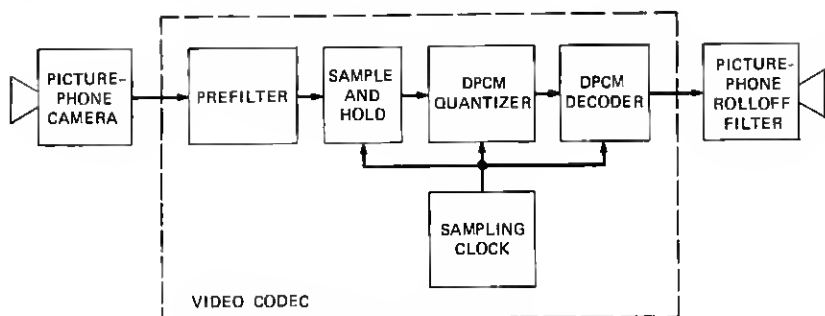 PICTURE-
PHONE
CAMERA
PREFILTER
SAMPLE
AND
HOLD
DPCM
QUANTIZER
DPCM
DECODER
PICTURE-
PHONE
ROLLOFF
FILTER
SAMPLING
CLOCK
VIDEO CODEC